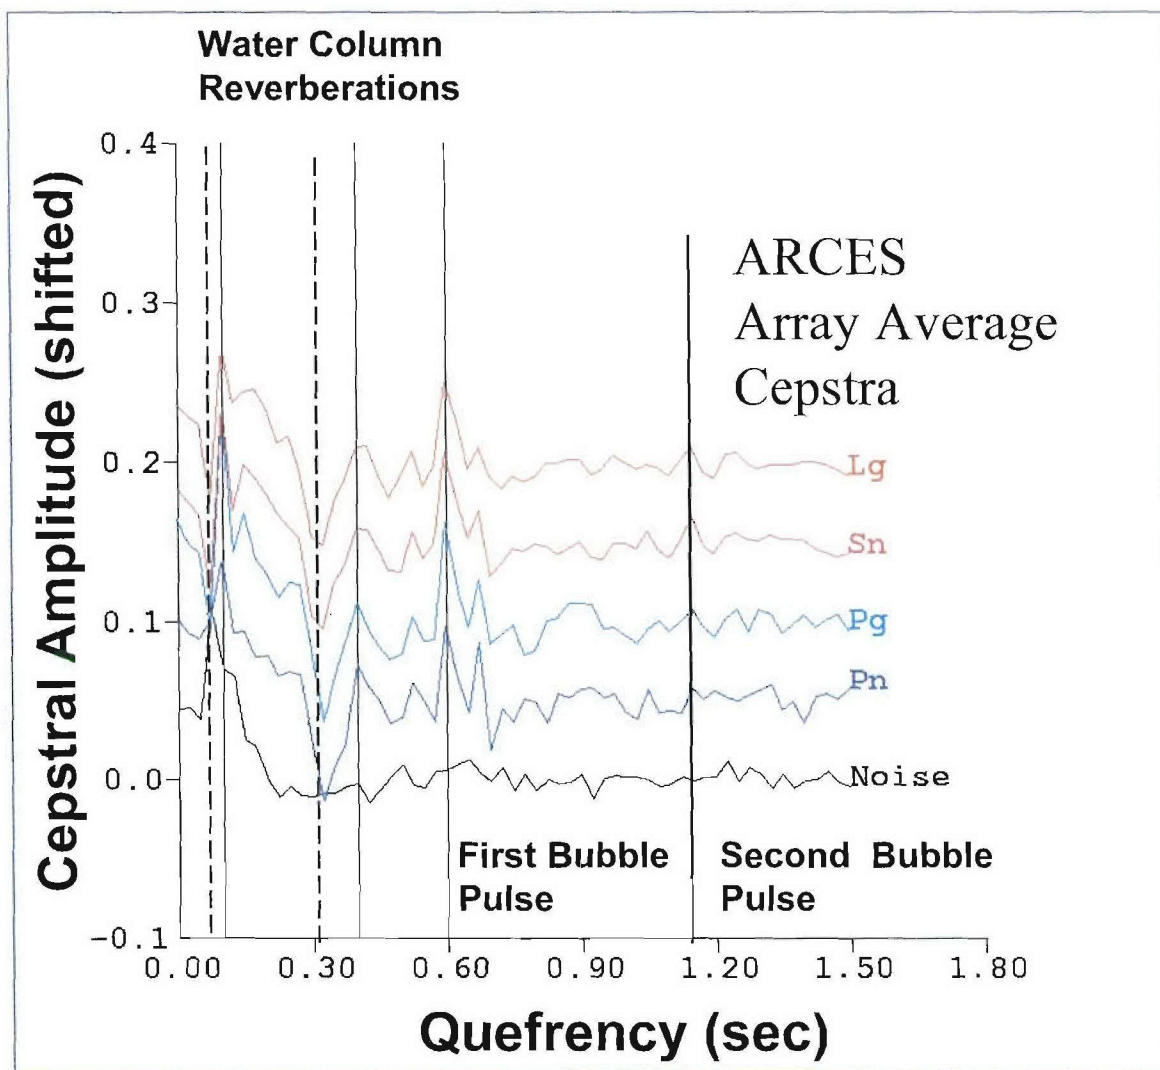 Water Column
Reverberations
0.4
0.3
0.2
0.1
0.0
-0.1
Cepstral Amplitude (shifted)
ARCES
Array Average
Cepstra
Lg
Sn
Pg
Pn
Noise
First Bubble
Pulse
Second Bubble
Pulse
0.00 0.30 0.60 0.90 1.20 1.50 1.80
Quefrency (sec)